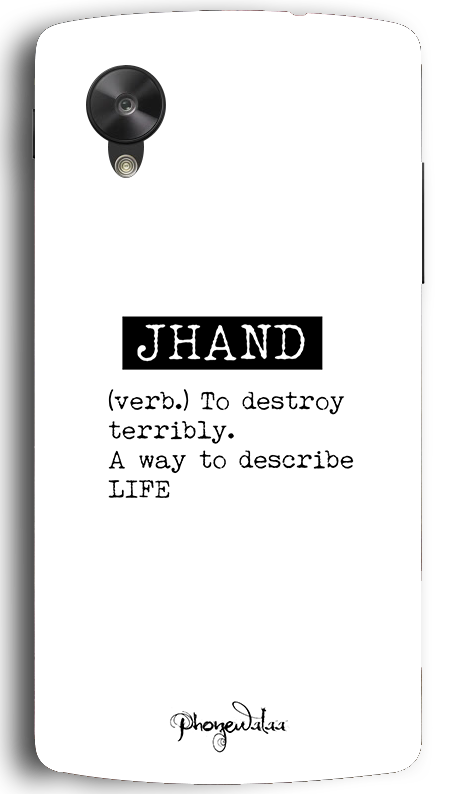 JHAND
(verb.) To destroy
terribly.
A way to describe
LIFE
Phonewalaa